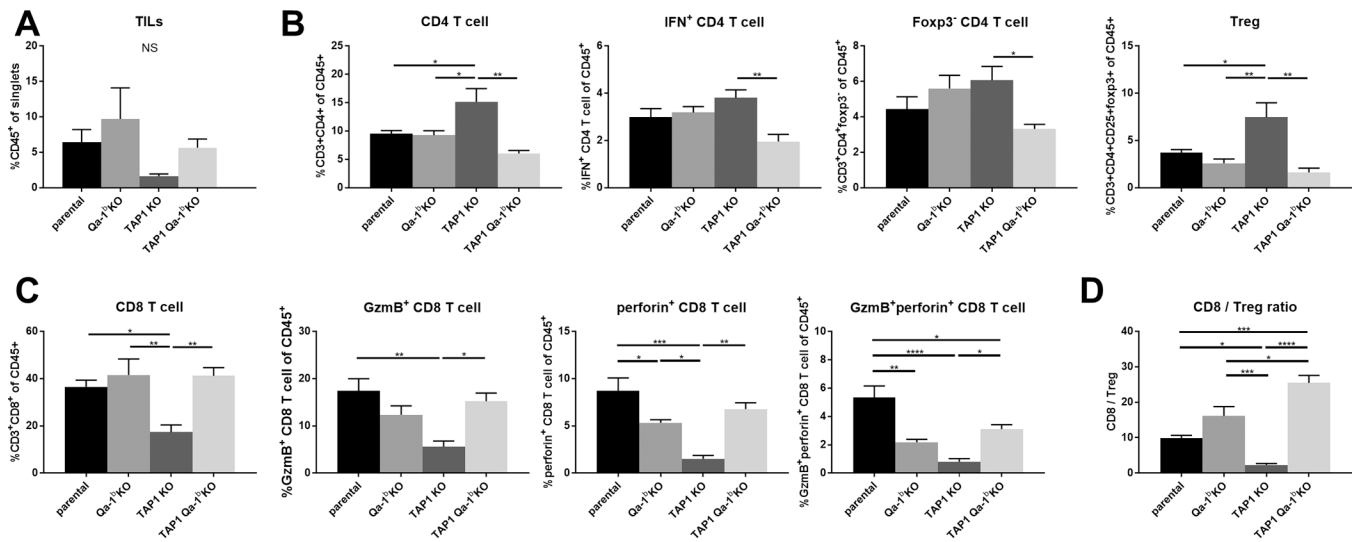 A
TILs
NS
%CD45⁺ of singlets
20
15
10
5
0
parental
Qa-1ᵇKO
TAP1 KO
TAP1 Qa-1ᵇKO
B
CD4 T cell
* * **
%CD3+CD4+ of CD45+
25
20
15
10
5
0
parental
Qa-1ᵇKO
TAP1 KO
TAP1 Qa-1ᵇKO
IFN⁺ CD4 T cell
**
%IFN⁺ CD4 T cell of CD45⁺
6
4
2
0
parental
Qa-1ᵇKO
TAP1 KO
TAP1 Qa-1ᵇKO
Foxp3⁻ CD4 T cell
*
%CD3⁺CD4⁺foxp3⁻ of CD45⁺
8
6
4
2
0
parental
Qa-1ᵇKO
TAP1 KO
TAP1 Qa-1ᵇKO
Treg
* ** **
%CD3+CD4+CD25+foxp3+ of CD45+
15
10
5
0
parental
Qa-1ᵇKO
TAP1 KO
TAP1 Qa-1ᵇKO
C
CD8 T cell
* ** **
%CD3⁺CD8⁺ of CD45+
60
40
20
0
parental
Qa-1ᵇKO
TAP1 KO
TAP1 Qa-1ᵇKO
GzmB⁺ CD8 T cell
** *
%GzmB⁺ CD8 T cell of CD45⁺
30
20
10
0
parental
Qa-1ᵇKO
TAP1 KO
TAP1 Qa-1ᵇKO
perforin⁺ CD8 T cell
*** ** * *
%perforin⁺ CD8 T cell of CD45⁺
15
10
5
0
parental
Qa-1ᵇKO
TAP1 KO
TAP1 Qa-1ᵇKO
GzmB⁺perforin⁺ CD8 T cell
* **** * **
%GzmB⁺perforin⁺ CD8 T cell of CD45⁺
8
6
4
2
0
parental
Qa-1ᵇKO
TAP1 KO
TAP1 Qa-1ᵇKO
D
CD8 / Treg ratio
*** * **** * ***
CD8 / Treg
40
30
20
10
0
parental
Qa-1ᵇKO
TAP1 KO
TAP1 Qa-1ᵇKO